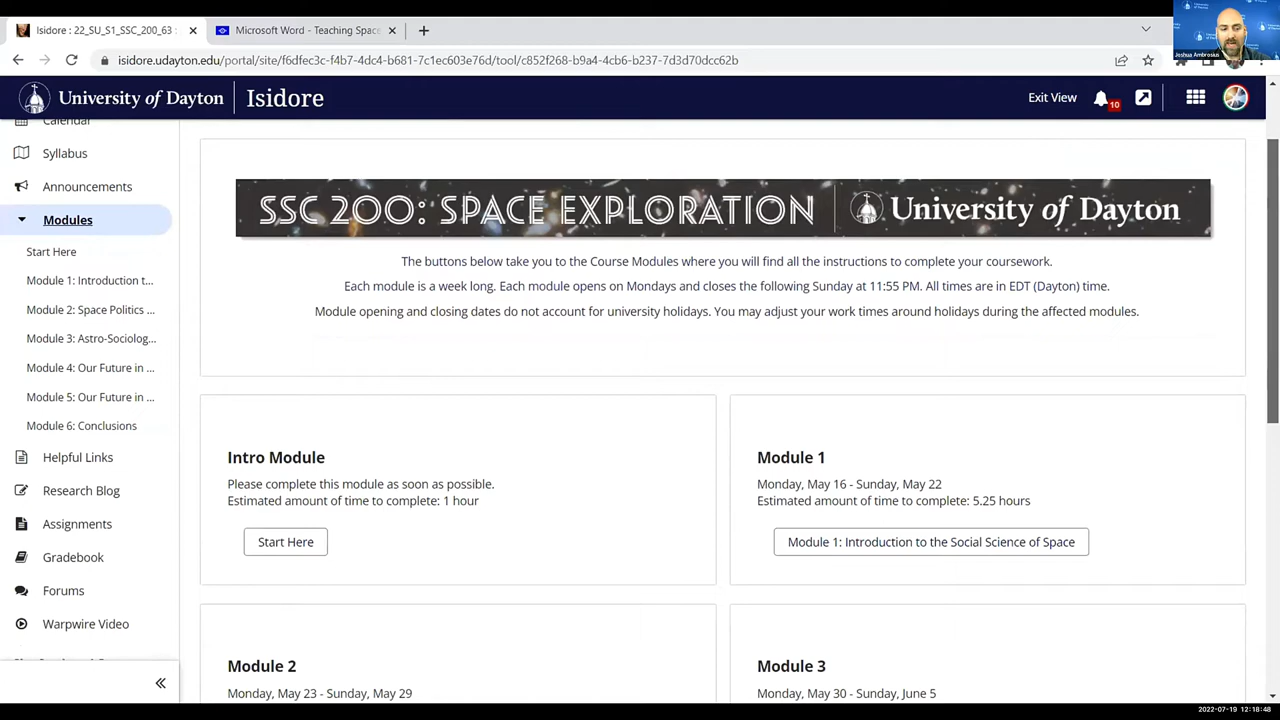 Isidore : 22_SU_S1_SSC_200_63
Microsoft Word - Teaching Space
isidore.udayton.edu/portal/site/f6dfec3c-f4b7-4dc4-b681-7c1ec603
c852f268-b9a4-4cb6-b237-7d3d70dcc62b
Joshua Ambrosius
University of Dayton
Isidore
Exit View
10
Calendar
Syllabus
Announcements
Modules
Start Here
Module 1: Introduction t...
Module 2: Space Politics ...
Module 3: Astro-Sociolog...
Module 4: Our Future in ...
Module 5: Our Future in ...
Module 6: Conclusions
Helpful Links
Research Blog
Assignments
Gradebook
Forums
Warpwire Video
SSC 200: SPACE EXPLORATION
University of Dayton
The buttons below take you to the Course Modules where you will find all the instructions to complete your coursework.
Each module is a week long. Each module opens on Mondays and closes the following Sunday at 11:55 PM. All times are in EDT (Dayton) time.
Module opening and closing dates do not account for university holidays. You may adjust your work times around holidays during the affected modules.
Intro Module
Please complete this module as soon as possible.
Estimated amount of time to complete: 1 hour
Start Here
Module 1
Monday, May 16 - Sunday, May 22
Estimated amount of time to complete: 5.25 hours
Module 1: Introduction to the Social Science of Space
Module 2
Monday, May 23 - Sunday, May 29
Module 3
Monday, May 30 - Sunday, June 5
2022-07-19 12:18:48